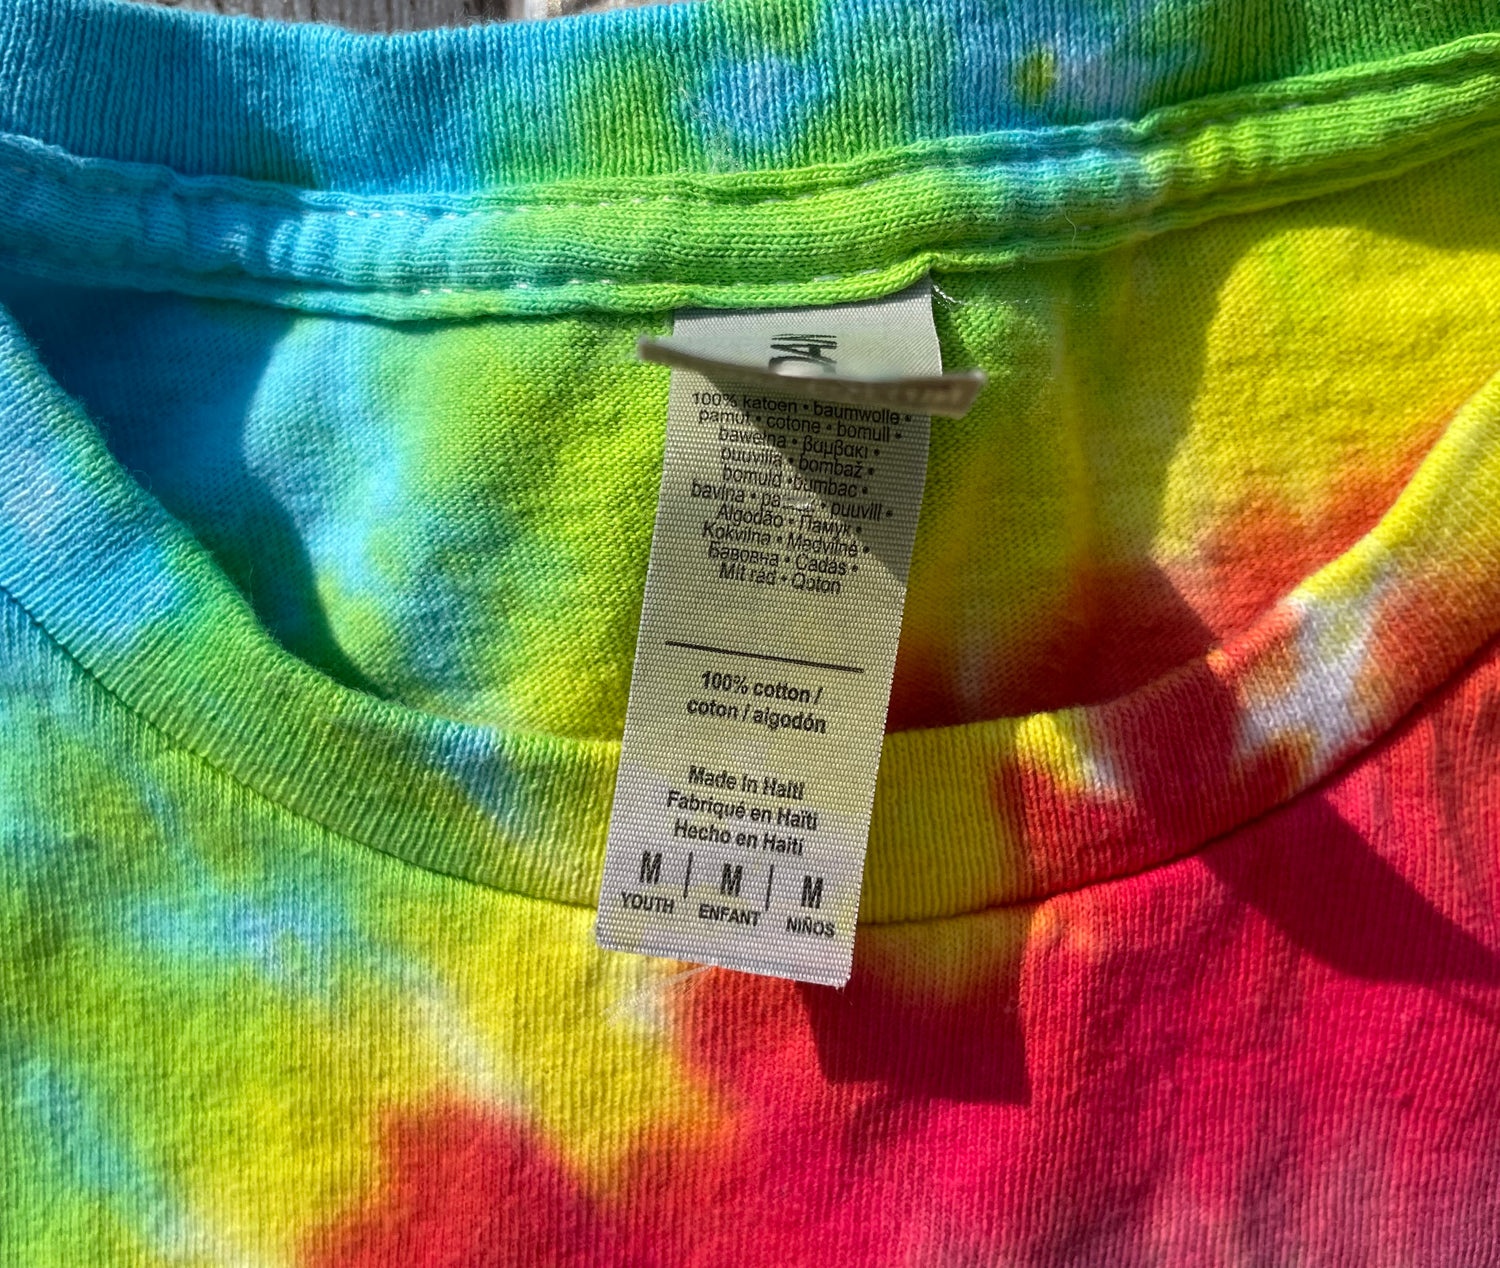 100% katoen • baumwolle •
pamut • cotone • bomull •
bawełna • βαμβακι •
puuvilla • bombaž •
bomuld • bumbac •
bavlna • puuvill •
Algodão • Памук •
Kokvilna • Medvilnė •
Бавовна • Cadás •
Mit rad • Qoton
100% cotton /
coton / algodón
Made in Haiti
Fabriqué en Haïti
Hecho en Haití
M | M | M
YOUTH ENFANT NIÑOS